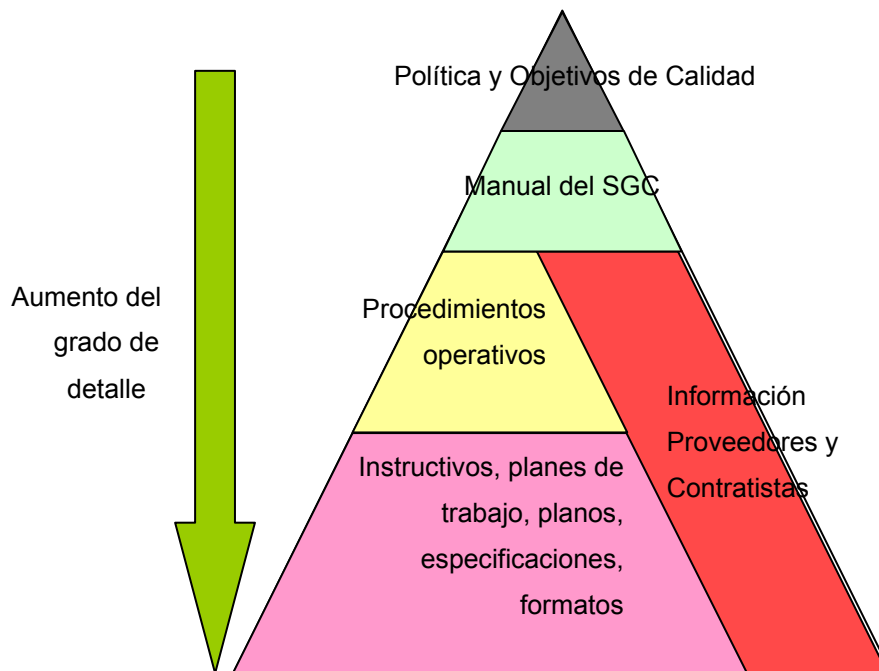 Política y Objetivos de Calidad
Manual del SGC
Aumento del
grado de
detalle
Procedimientos
operativos
Información
Proveedores y
Contratistas
Instructivos, planes de
trabajo, planos,
especificaciones,
formatos